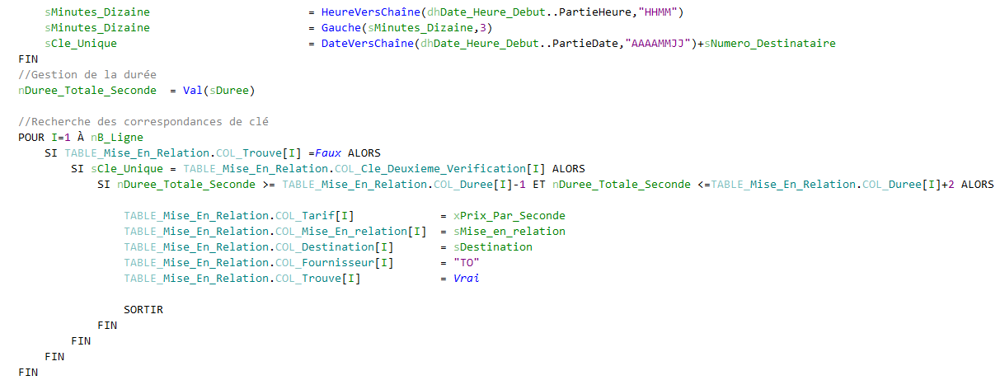 sMinutes_Dizaine = HeureVersChaîne(dhDate_Heure_Debut..PartieHeure,"HHMM")
sMinutes_Dizaine = Gauche(sMinutes_Dizaine,3)
sCle_Unique = DateVersChaîne(dhDate_Heure_Debut..PartieDate,"AAAAMMJJ")+sNumero_Destinataire
FIN
//Gestion de la durée
nDuree_Totale_Seconde = Val(sDuree)
//Recherche des correspondances de clé
POUR I=1 À nB_Ligne
SI TABLE_Mise_En_Relation.COL_Trouve[I] =Faux ALORS
SI sCle_Unique = TABLE_Mise_En_Relation.COL_Cle_Deuxieme_Verification[I] ALORS
SI nDuree_Totale_Seconde >= TABLE_Mise_En_Relation.COL_Duree[I]-1 ET nDuree_Totale_Seconde <=TABLE_Mise_En_Relation.COL_Duree[I]+2 ALORS
TABLE_Mise_En_Relation.COL_Tarif[I] = xPrix_Par_Seconde
TABLE_Mise_En_Relation.COL_Mise_En_relation[I] = sMise_en_relation
TABLE_Mise_En_Relation.COL_Destination[I] = sDestination
TABLE_Mise_En_Relation.COL_Fournisseur[I] = "TO"
TABLE_Mise_En_Relation.COL_Trouve[I] = Vrai
SORTIR
FIN
FIN
FIN
FIN